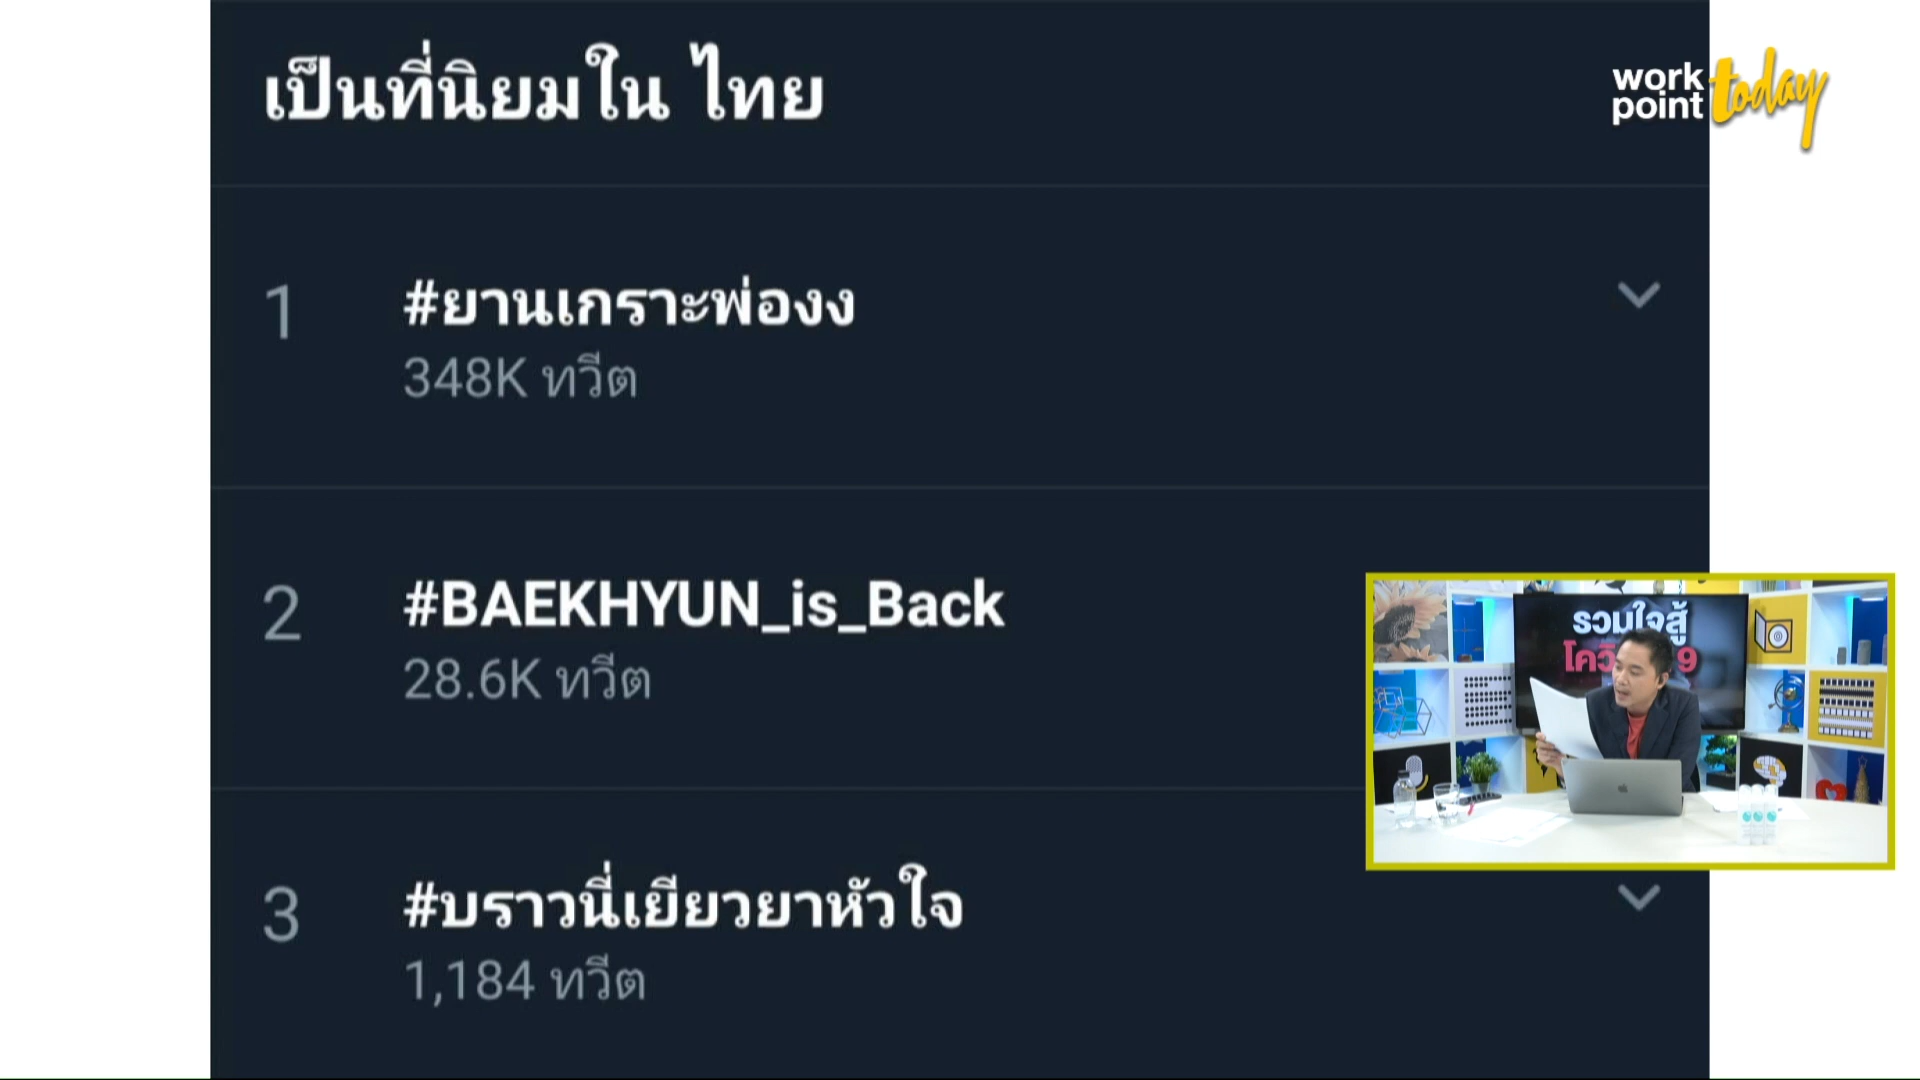 เป็นที่นิยมใน ไทย
work
point today
1
#ยานเกราะพ่องง
348K ทวีต
2
#BAEKHYUN_is_Back
28.6K ทวีต
รวมใจสู้
3
#บราวนี่เยียวยาหัวใจ
1,184 ทวีต